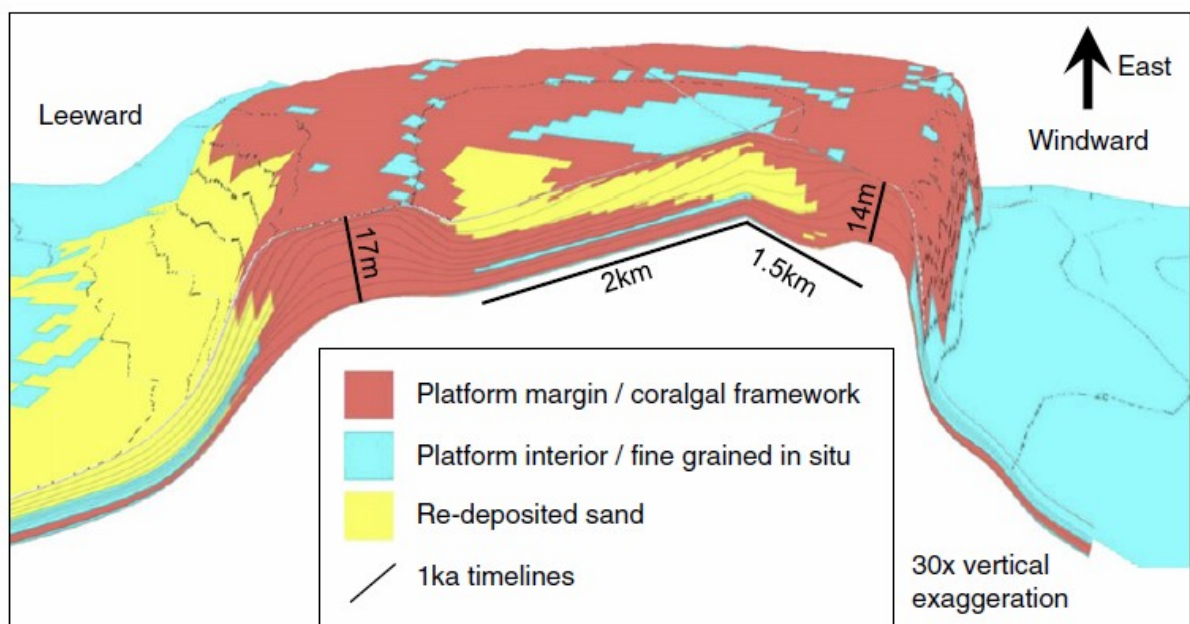 East
Leeward
Windward
17m
14m
2km
1.5km
Platform margin / coralgal framework
Platform interior / fine grained in situ
Re-deposited sand
1ka timelines
30x vertical
exaggeration